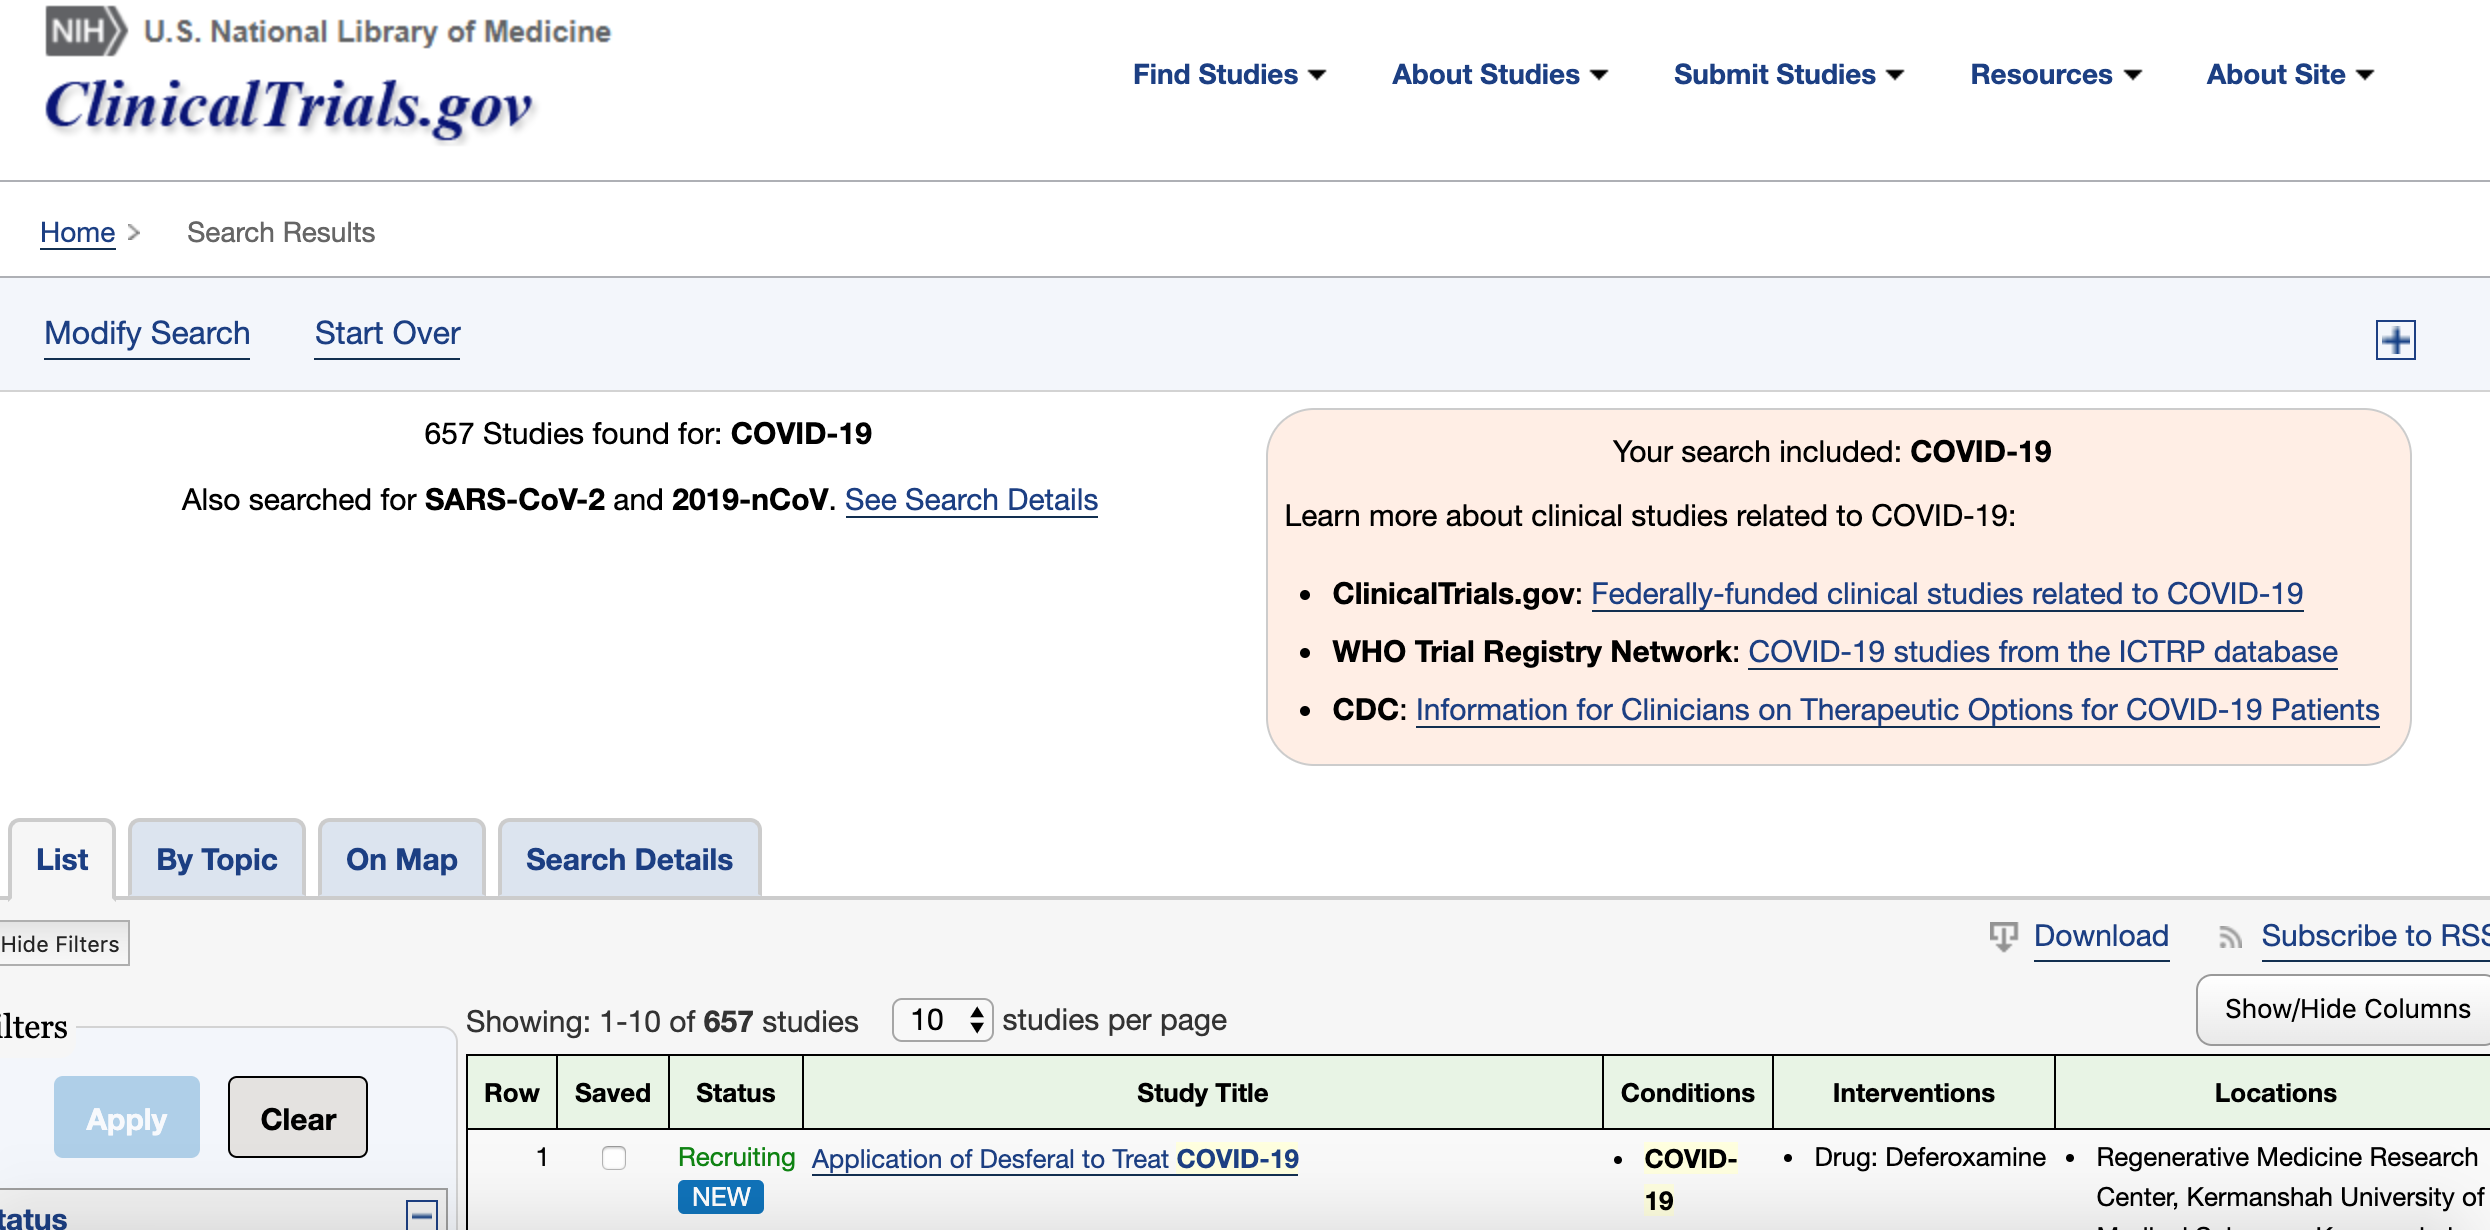 NIH U.S. National Library of Medicine
ClinicalTrials.gov
Find Studies About Studies Submit Studies Resources About Site
Home > Search Results
Modify Search Start Over
657 Studies found for: COVID-19
Also searched for SARS-CoV-2 and 2019-nCoV. See Search Details
Your search included: COVID-19
Learn more about clinical studies related to COVID-19:
• ClinicalTrials.gov: Federally-funded clinical studies related to COVID-19
• WHO Trial Registry Network: COVID-19 studies from the ICTRP database
• CDC: Information for Clinicians on Therapeutic Options for COVID-19 Patients
List By Topic On Map Search Details
Hide Filters
Download Subscribe to RSS
Show/Hide Columns
ilters
Apply Clear
tatus
Showing: 1-10 of 657 studies 10 studies per page
Row Saved Status Study Title Conditions Interventions Locations
1 Recruiting Application of Desferal to Treat COVID-19 • COVID- • Drug: Deferoxamine • Regenerative Medicine Research
NEW 19 Center, Kermanshah University of